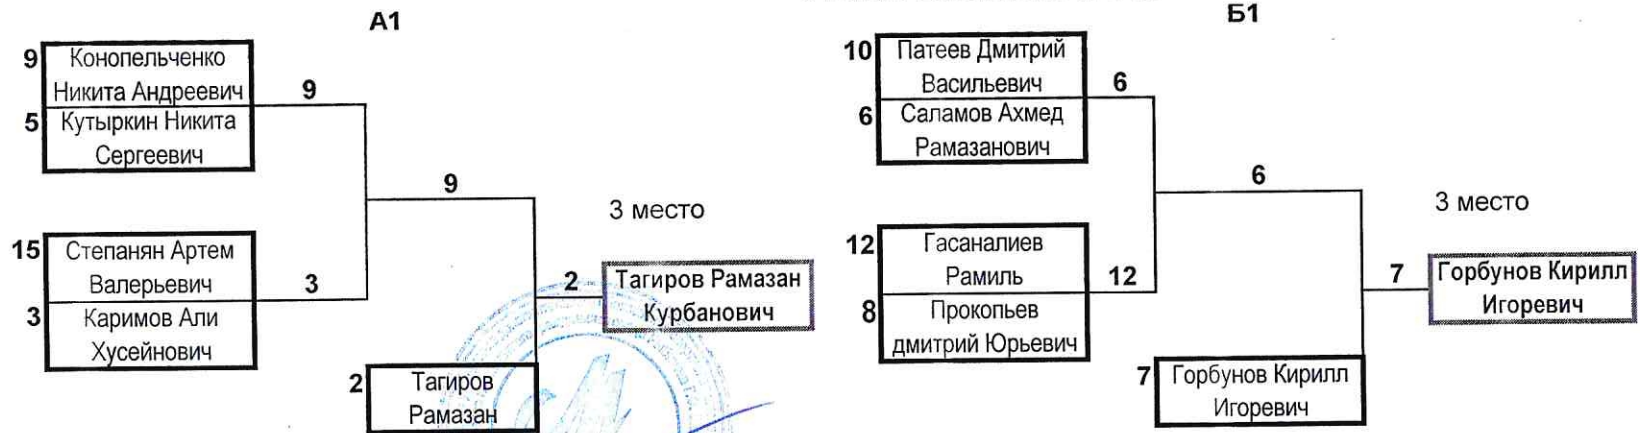 А1
9
Конопельченко
Никита Андреевич
5
Кутыркин Никита
Сергеевич
9
15
Степанян Артем
Валерьевич
3
Каримов Али
Хусейнович
3
9
2
Тагиров
Рамазан
2
3 место
Тагиров Рамазан
Курбанович
Б1
10
Патеев Дмитрий
Васильевич
6
Саламов Ахмед
Рамазанович
6
12
Гасаналиев
Рамиль
8
Прокопьев
дмитрий Юрьевич
12
6
7
Горбунов Кирилл
Игоревич
7
3 место
Горбунов Кирилл
Игоревич